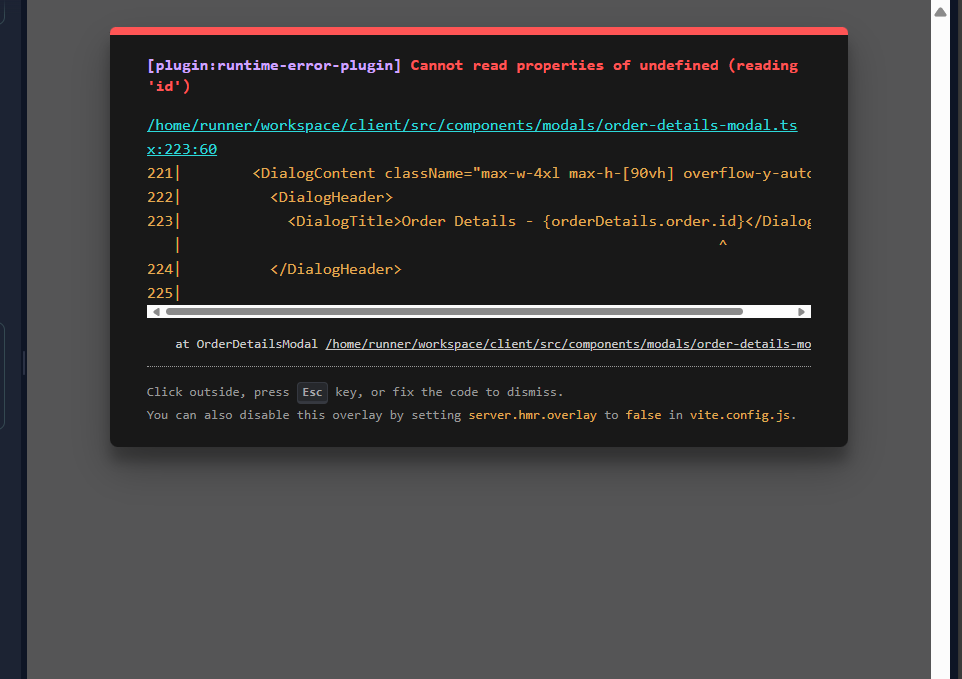 [plugin:runtime-error-plugin] Cannot read properties of undefined (reading
'id')
/home/runner/workspace/client/src/components/modals/order-details-modal.ts
x:223:60
221|        <DialogContent className="max-w-4xl max-h-[90vh] overflow-y-auto
222|          <DialogHeader>
223|            <DialogTitle>Order Details - {orderDetails.order.id}</Dialog
   |                                                             ^
224|          </DialogHeader>
225|
at OrderDetailsModal /home/runner/workspace/client/src/components/modals/order-details-mo
Click outside, press Esc key, or fix the code to dismiss.
You can also disable this overlay by setting server.hmr.overlay to false in vite.config.js.